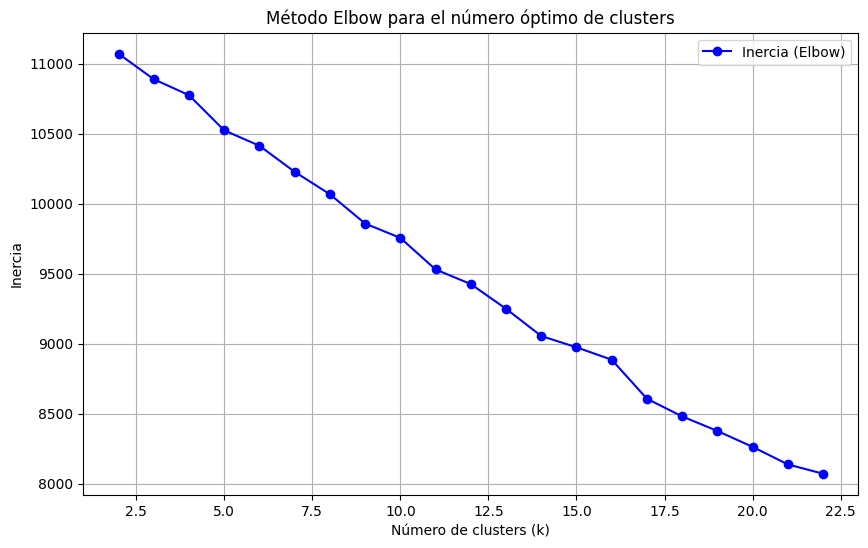 Método Elbow para el número óptimo de clusters
Inercia (Elbow)
11000
10500
10000
9500
9000
8500
8000
Inercia
2.5 5.0 7.5 10.0 12.5 15.0 17.5 20.0 22.5
Número de clusters (k)